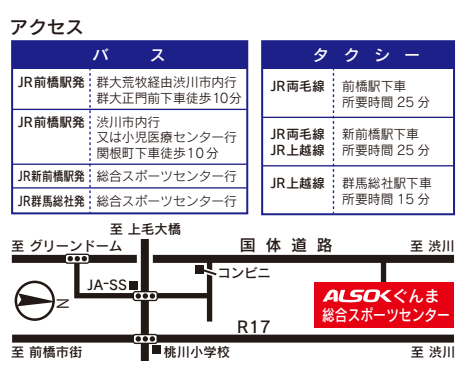 アクセス
バス
JR前橋駅発 群大荒牧経由渋川市内行
群大正門前下車徒歩10分
JR前橋駅発 渋川市内行
又は小児医療センター行
関根町下車徒歩10分
JR新前橋駅発 総合スポーツセンター行
JR群馬総社発 総合スポーツセンター行
タクシー
JR両毛線 前橋駅下車
所要時間 25分
JR両毛線 新前橋駅下車
JR上越線 所要時間 25分
JR上越線 群馬総社駅下車
所要時間 15分
至 上毛大橋
至 グリーンドーム 国体道路 至 渋川
コンビニ
JA-SS
N
ALSOKぐんま
総合スポーツセンター
R17
至 前橋市街 桃川小学校 至 渋川